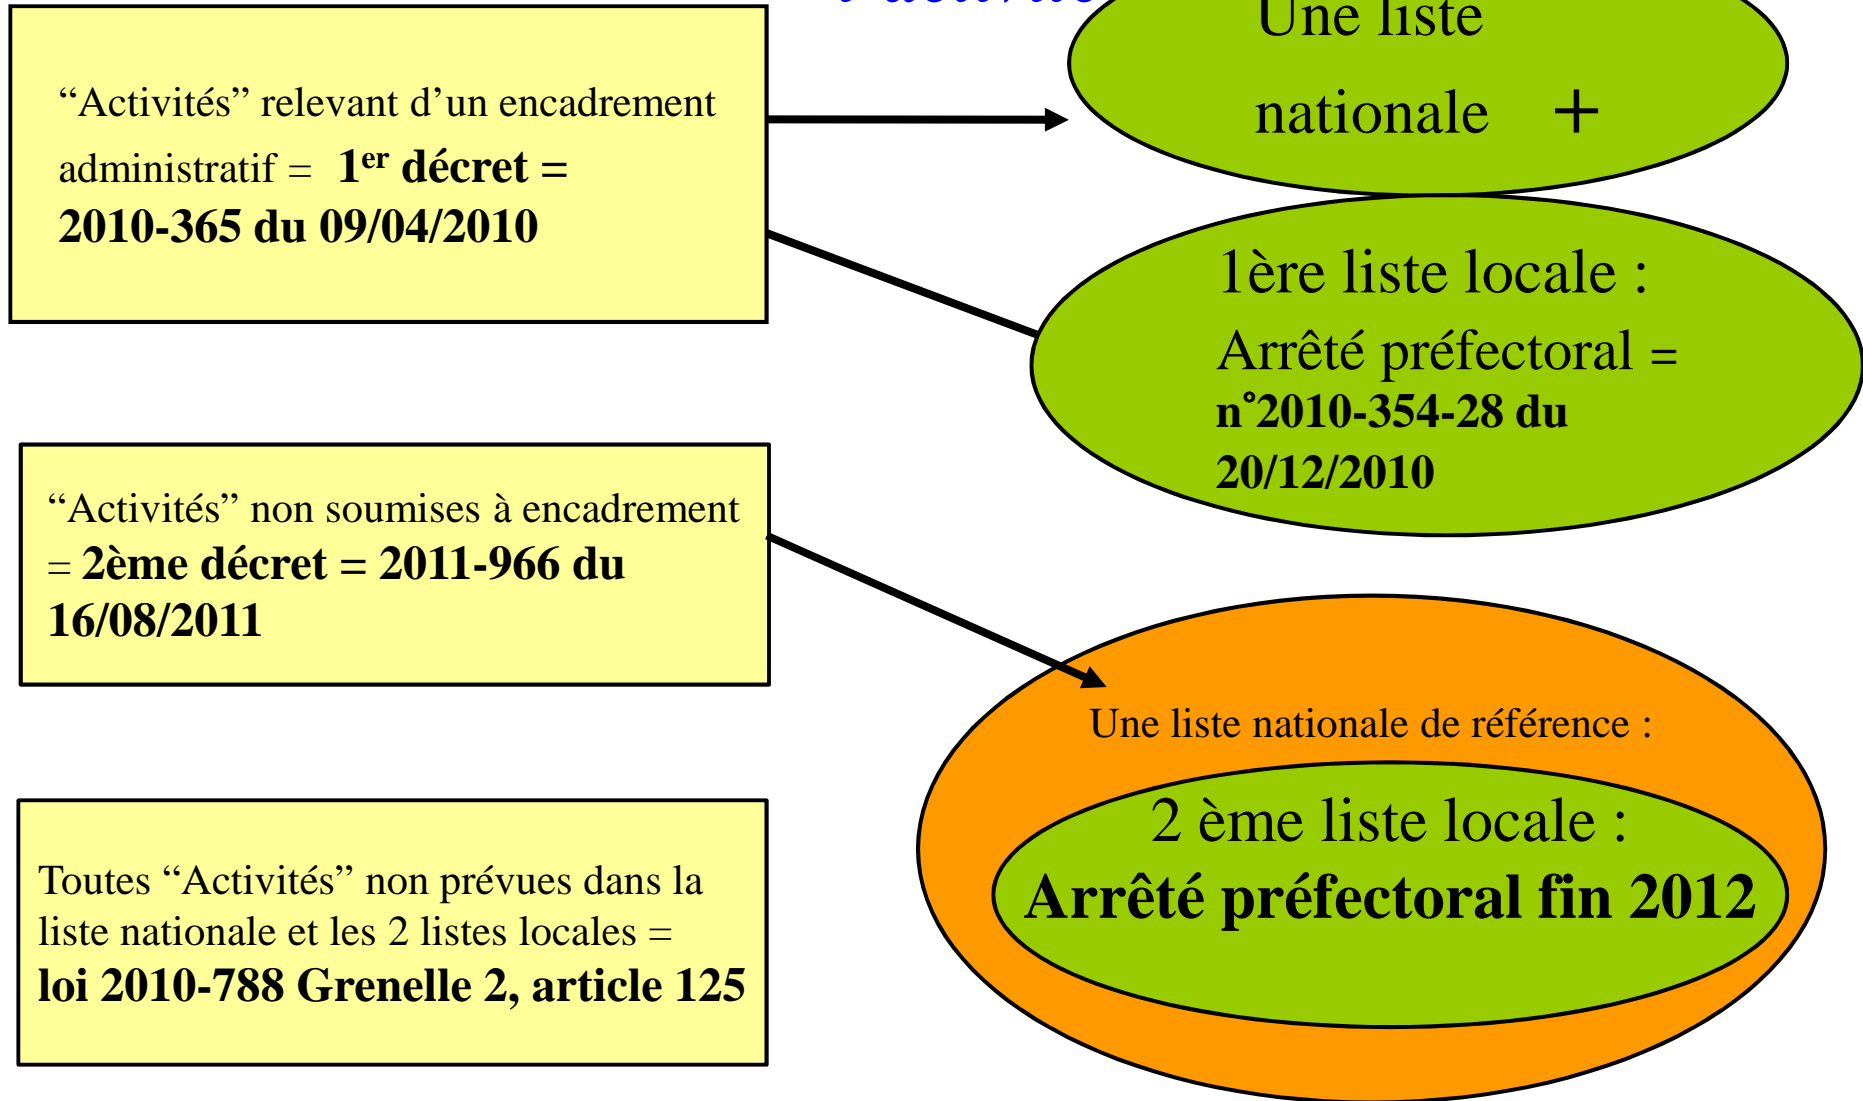 “Activités” relevant d’un encadrement
administratif = 1er décret =
2010-365 du 09/04/2010
Une liste
nationale +
1ère liste locale :
Arrêté préfectoral =
n°2010-354-28 du
20/12/2010
“Activités” non soumises à encadrement
= 2ème décret = 2011-966 du
16/08/2011
Une liste nationale de référence :
2 ème liste locale :
Arrêté préfectoral fin 2012
Toutes “Activités” non prévues dans la
liste nationale et les 2 listes locales =
loi 2010-788 Grenelle 2, article 125